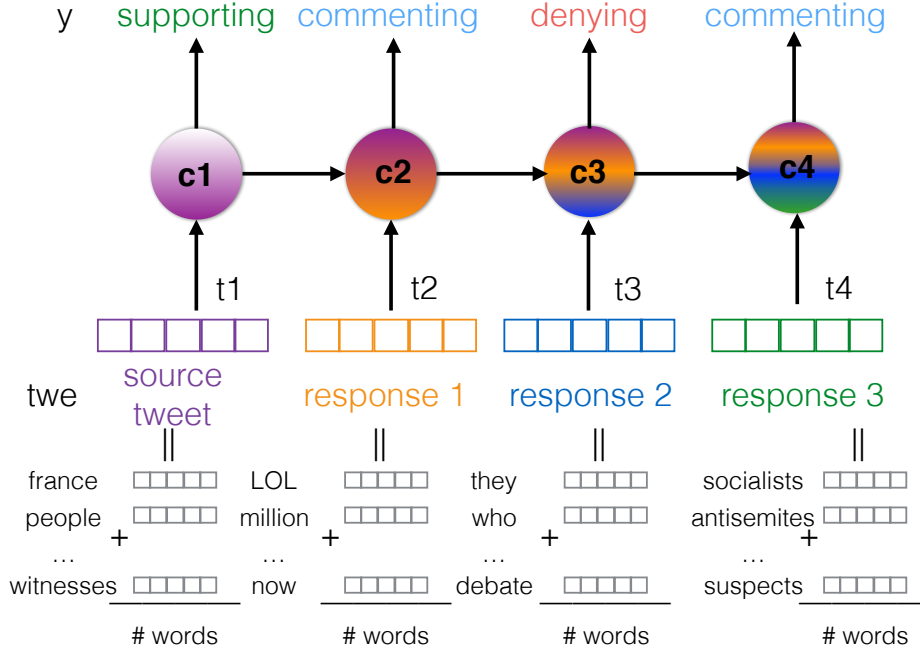 y supporting commenting denying commenting
c1 c2 c3 c4
t1 t2 t3 t4
twe source tweet response 1 response 2 response 3
|| || || ||
france LOL they socialists
people million who antisemites
+ + + +
... ... ... ...
witnesses now debate suspects
# words # words # words # words